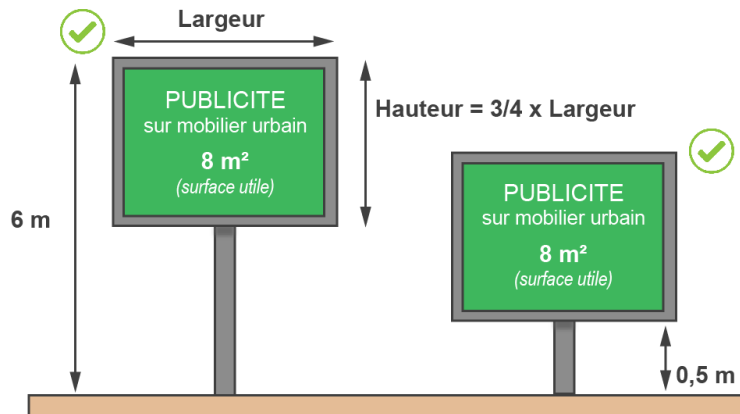 Largeur
PUBLICITE
sur mobilier urbain
8 m²
(surface utile)
Hauteur = 3/4 x Largeur
6 m
PUBLICITE
sur mobilier urbain
8 m²
(surface utile)
0,5 m